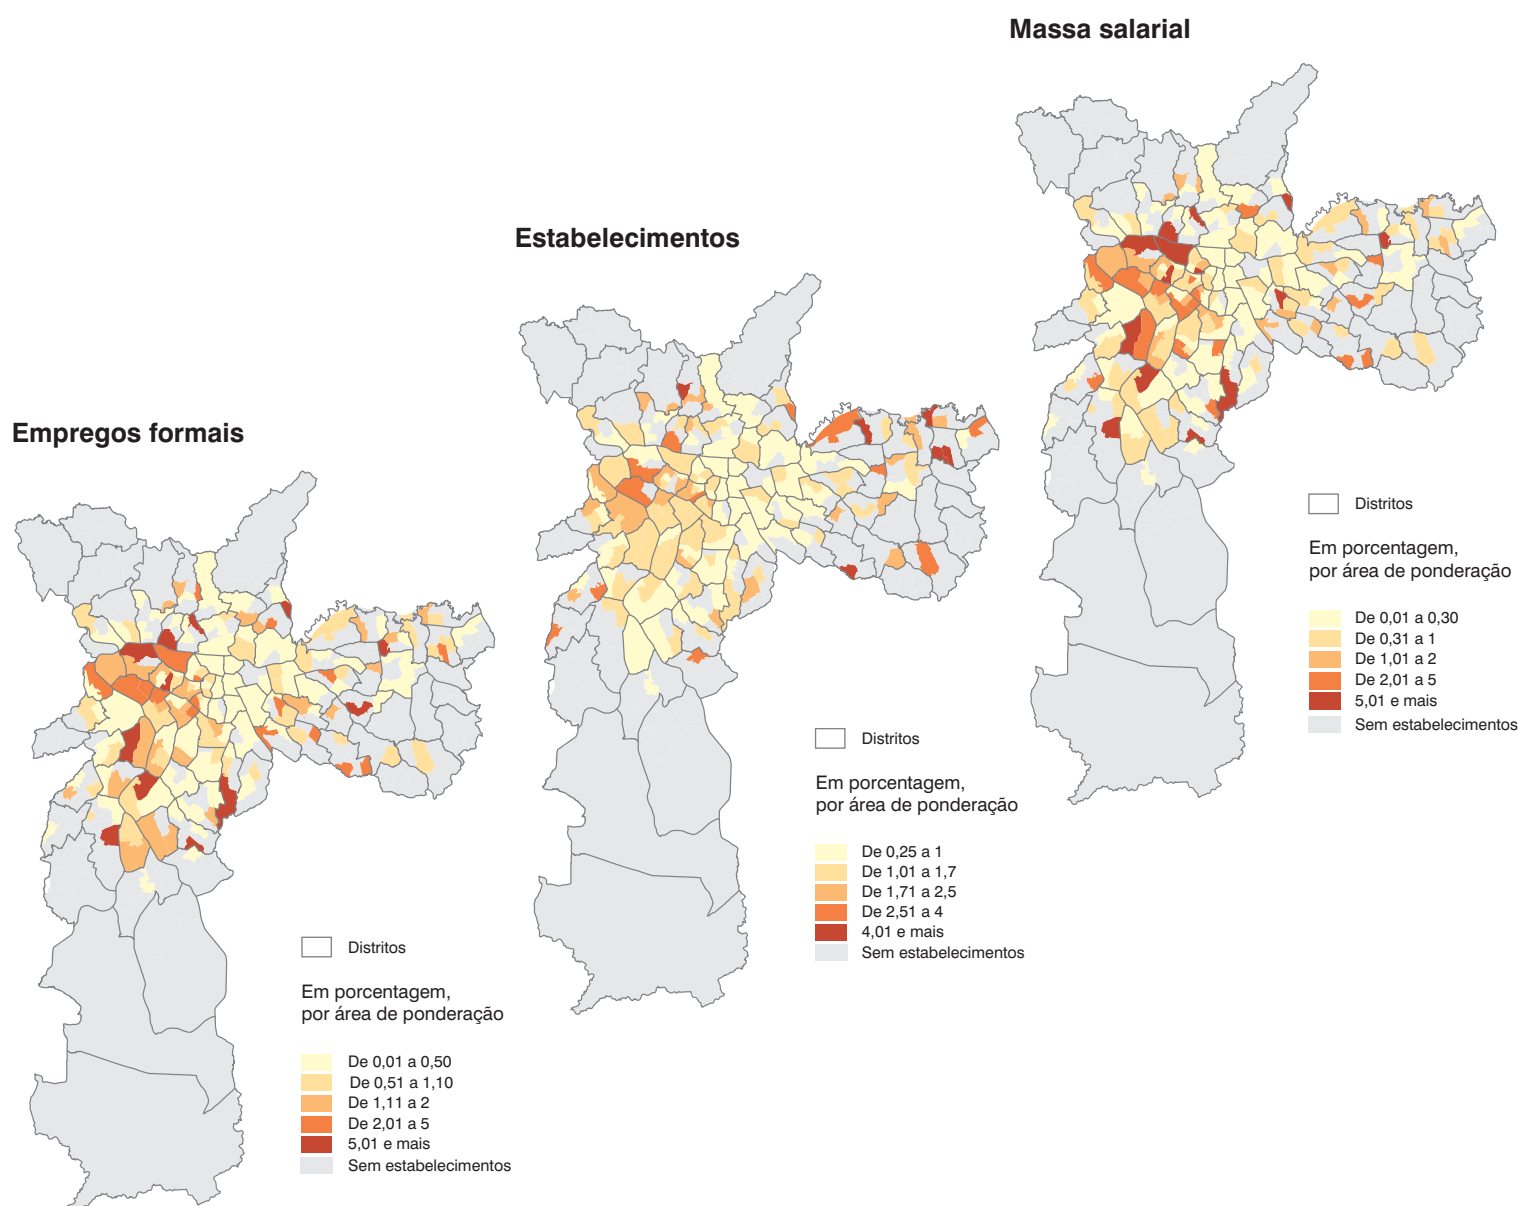 Massa salarial
Distritos
Em porcentagem,
por área de ponderação
De 0,01 a 0,30
De 0,31 a 1
De 1,01 a 2
De 2,01 a 5
5,01 e mais
Sem estabelecimentos
Estabelecimentos
Distritos
Em porcentagem,
por área de ponderação
De 0,25 a 1
De 1,01 a 1,7
De 1,71 a 2,5
De 2,51 a 4
4,01 e mais
Sem estabelecimentos
Empregos formais
Distritos
Em porcentagem,
por área de ponderação
De 0,01 a 0,50
De 0,51 a 1,10
De 1,11 a 2
De 2,01 a 5
5,01 e mais
Sem estabelecimentos